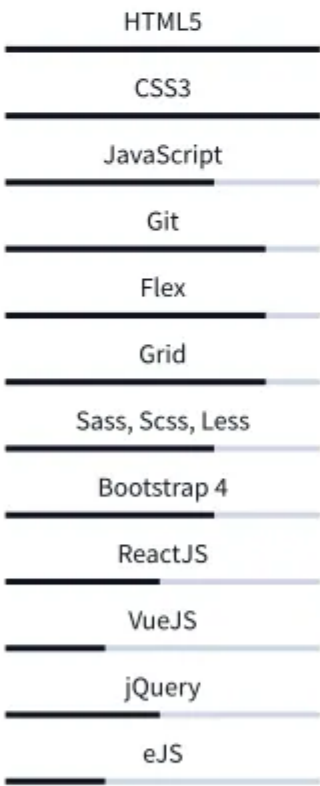 HTML5
CSS3
JavaScript
Git
Flex
Grid
Sass, Scss, Less
Bootstrap 4
ReactJS
VueJS
jQuery
eJS